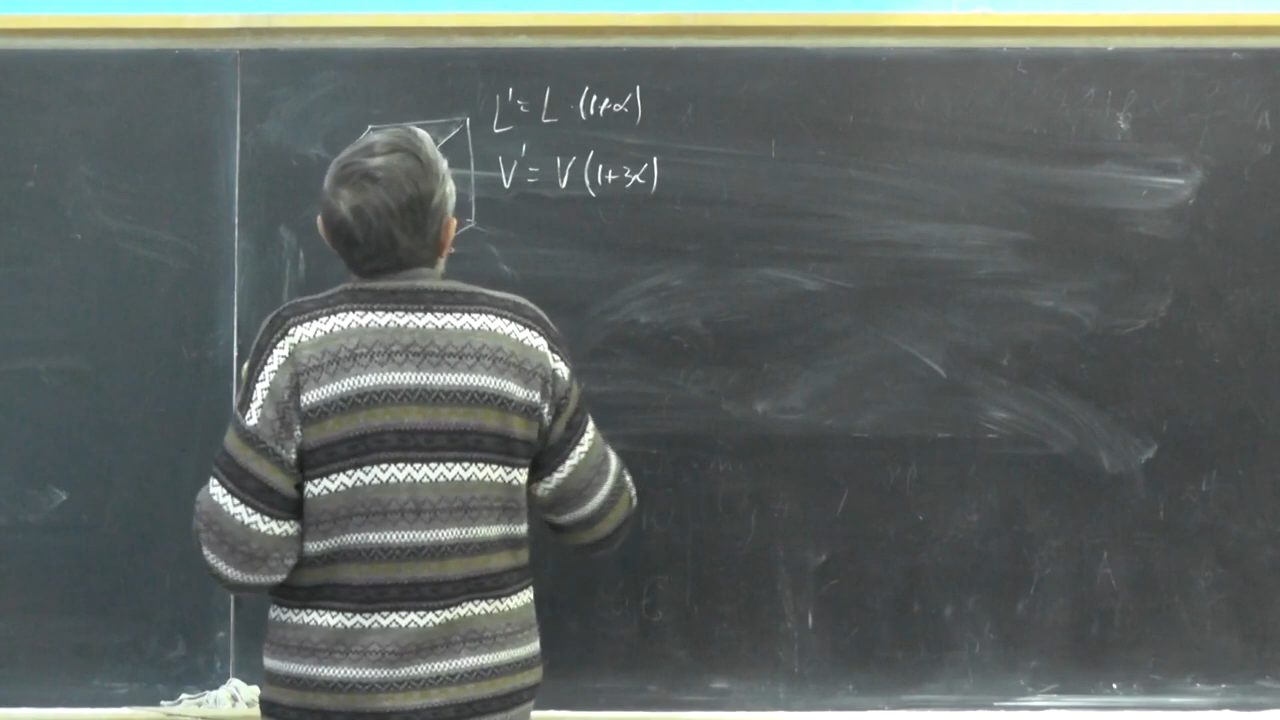 L' = L · (1+α)
V' = V (1+3α)